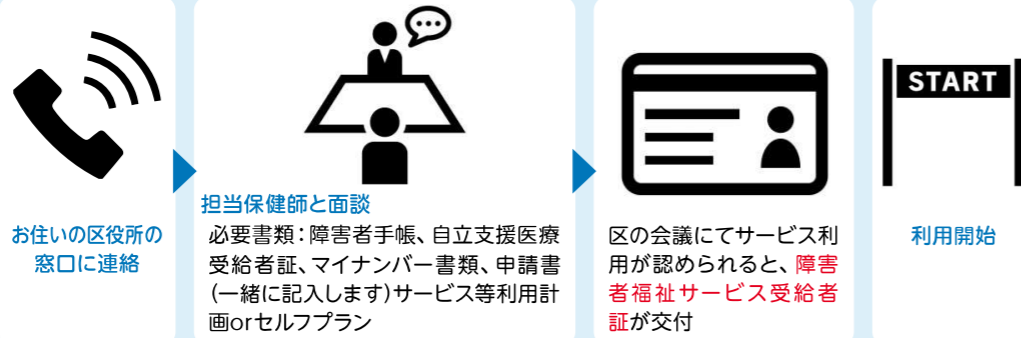 お住いの区役所の
窓口に連絡
担当保健師と面談
必要書類：障害者手帳、自立支援医療
受給者証、マイナンバー書類、申請書
（一緒に記入します）サービス等利用計
画orセルフプラン
区の会議にてサービス利
用が認められると、障害
者福祉サービス受給者
証が交付
START
利用開始